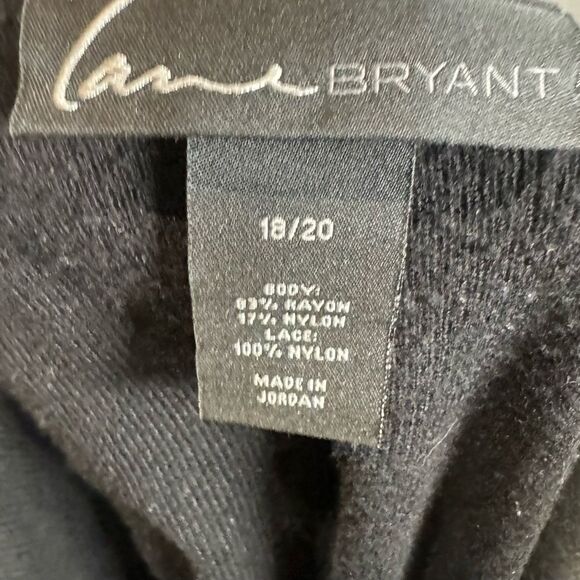 Lane BRYANT
18/20
BODY:
83% RAYON
17% NYLON
LACE:
100% NYLON
MADE IN
JORDAN